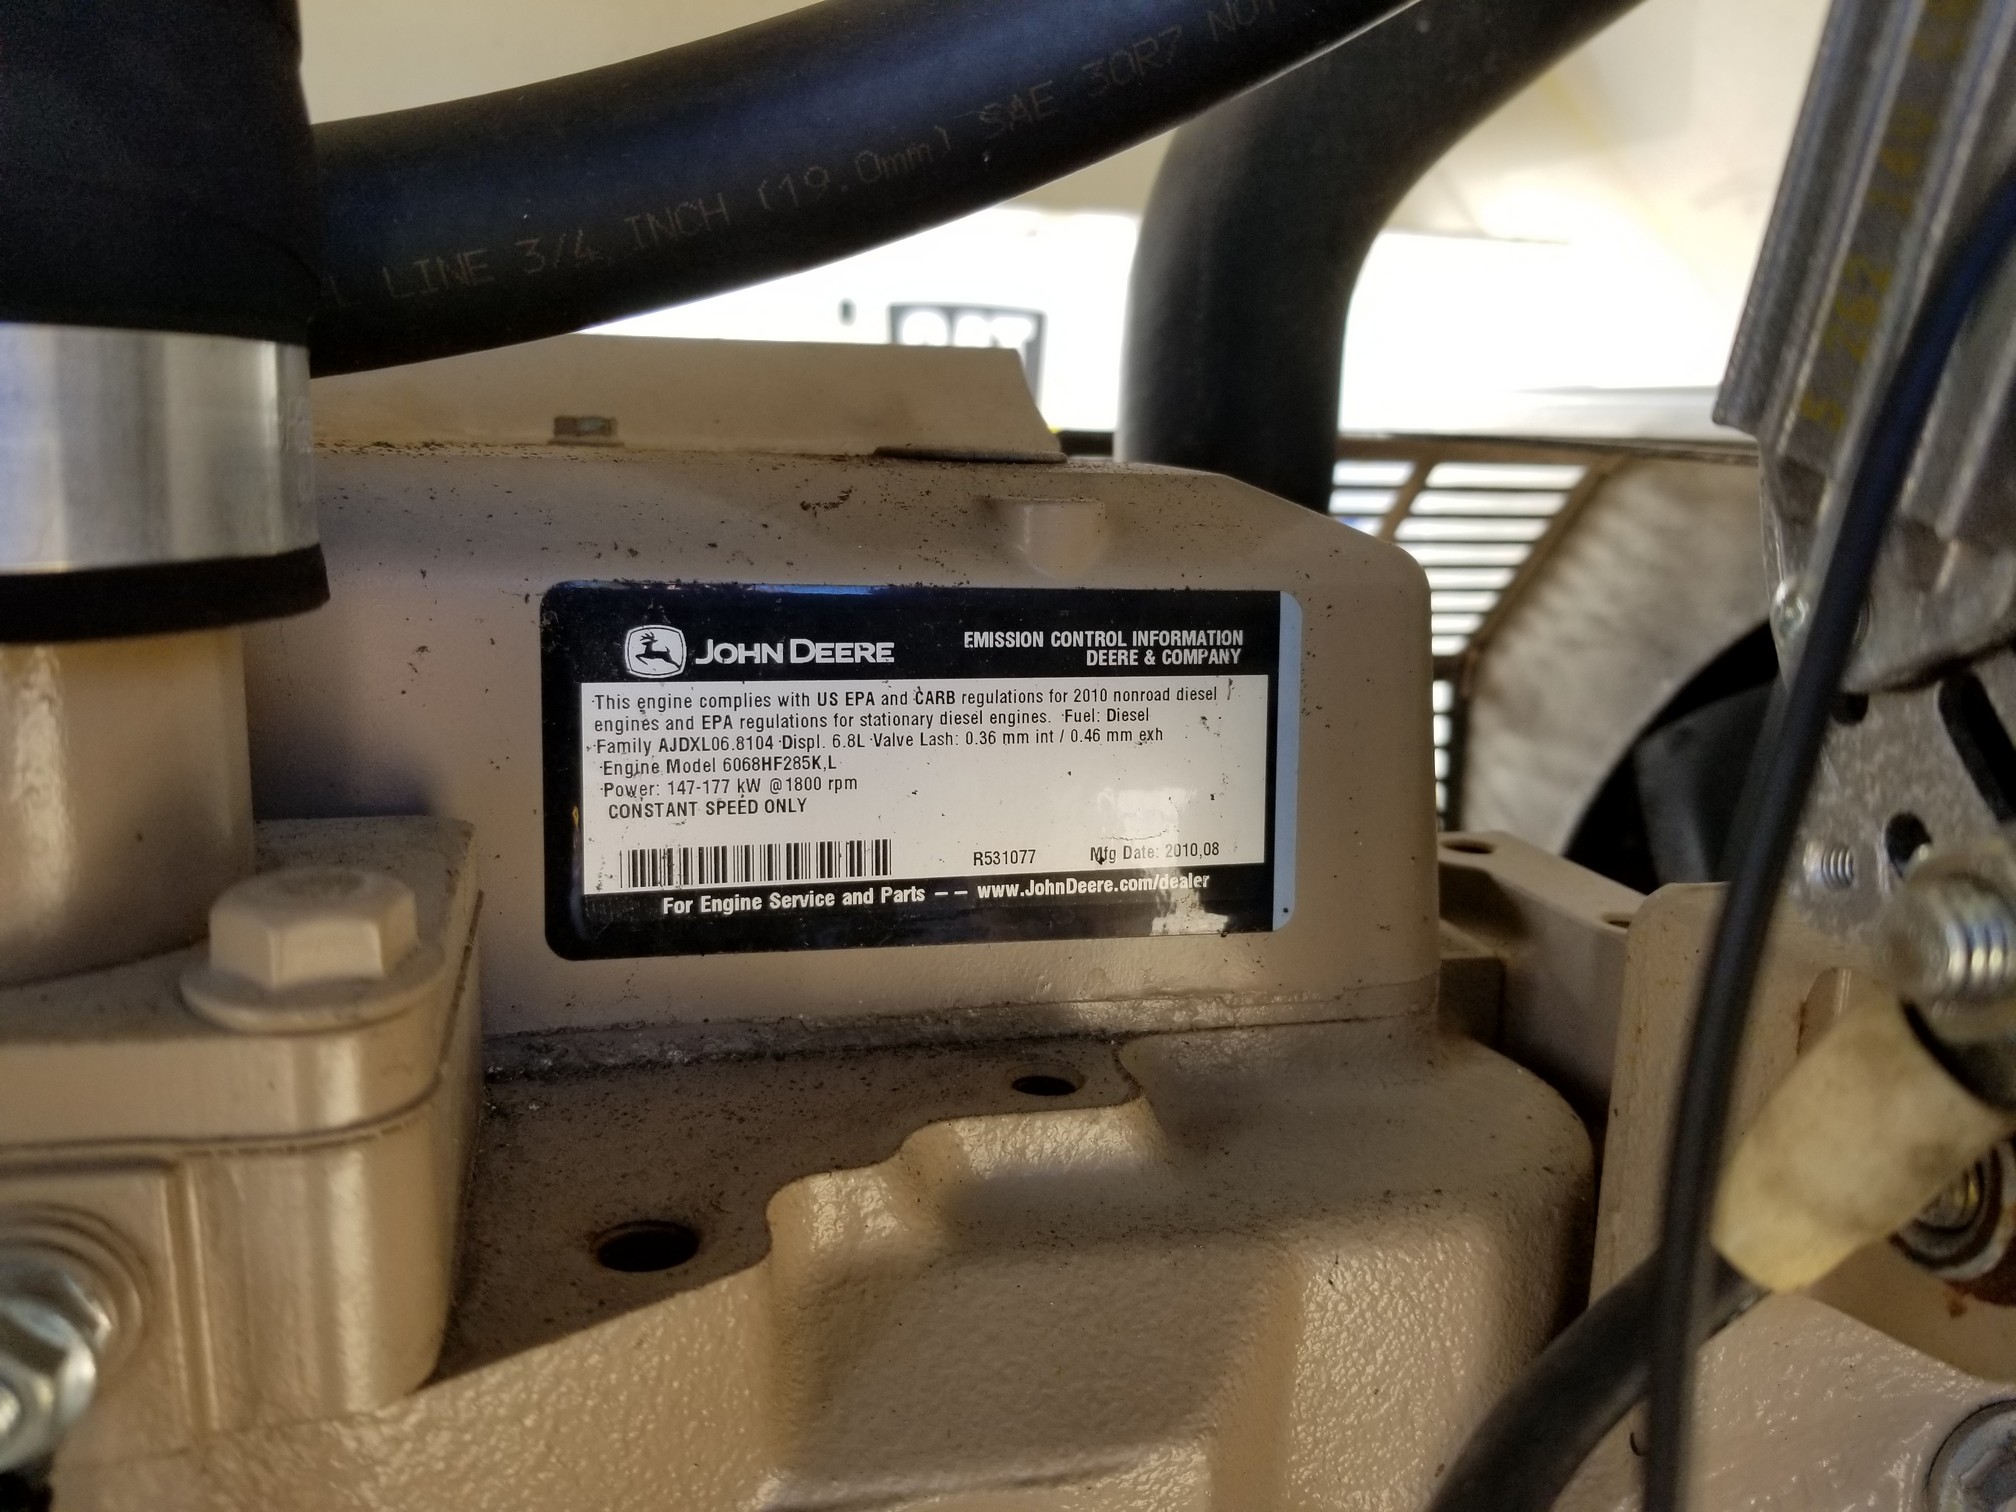 LINE 3/4 INCH (19.0mm) SAE 30R7
JOHN DEERE
EMISSION CONTROL INFORMATION
DEERE & COMPANY
This engine complies with US EPA and CARB regulations for 2010 nonroad diesel
engines and EPA regulations for stationary diesel engines. Fuel: Diesel
Family AJDXL06.8104 Displ. 6.8L Valve Lash: 0.36 mm int / 0.46 mm exh
Engine Model 6068HF285K,L
Power: 147-177 kW @1800 rpm
CONSTANT SPEED ONLY
R531077 Mfg Date: 2010,08
For Engine Service and Parts -- www.JohnDeere.com/dealer